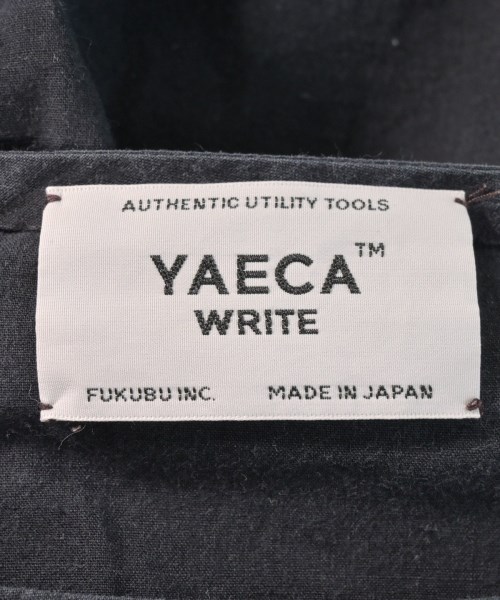 AUTHENTIC UTILITY TOOLS
YAECA™
WRITE
FUKUBU INC. MADE IN JAPAN